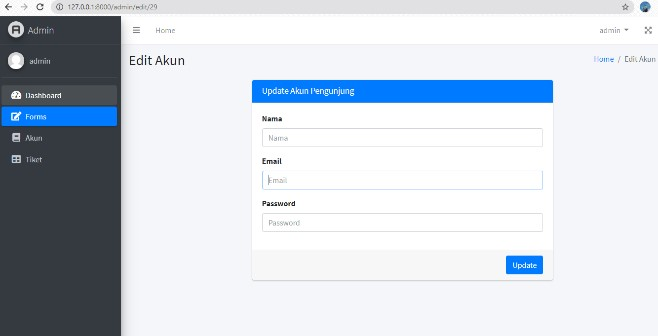 127.0.0.1:8000/admin/edit/29
Admin
Home
admin
admin
Edit Akun
Home / Edit Akun
Dashboard
Forms
Akun
Tiket
Update Akun Pengunjung
Nama
Nama
Email
Email
Password
Password
Update